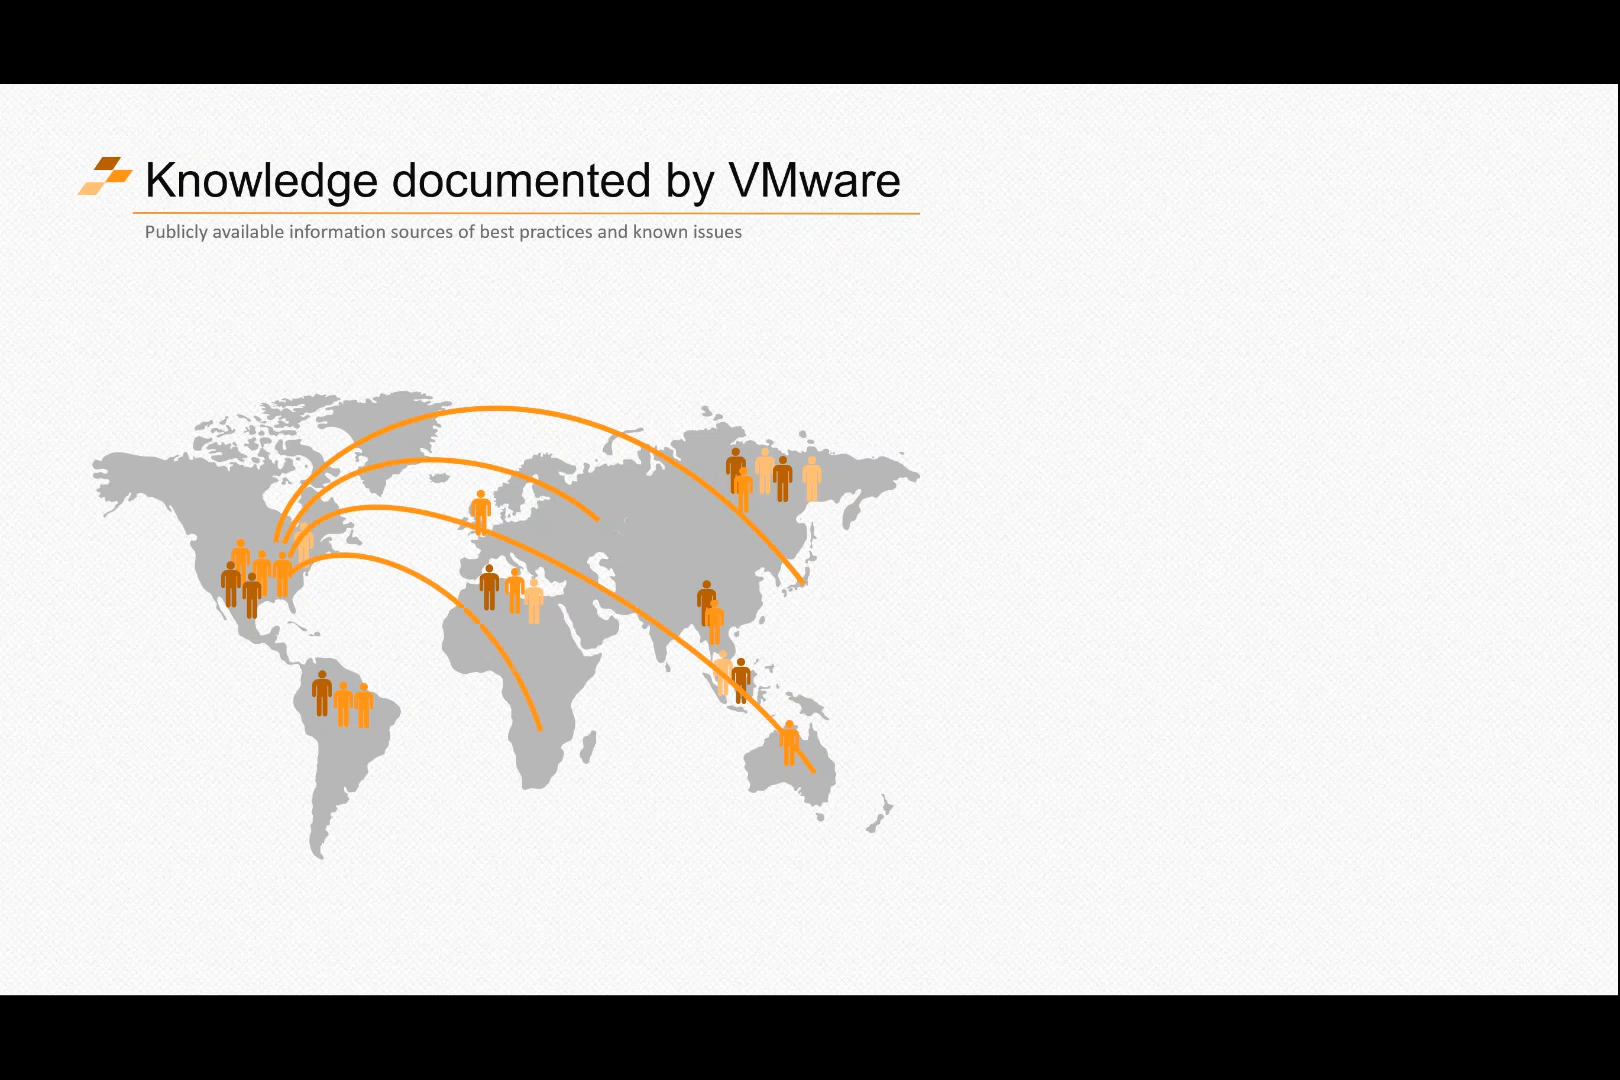 Knowledge documented by VMware
Publicly available information sources of best practices and known issues